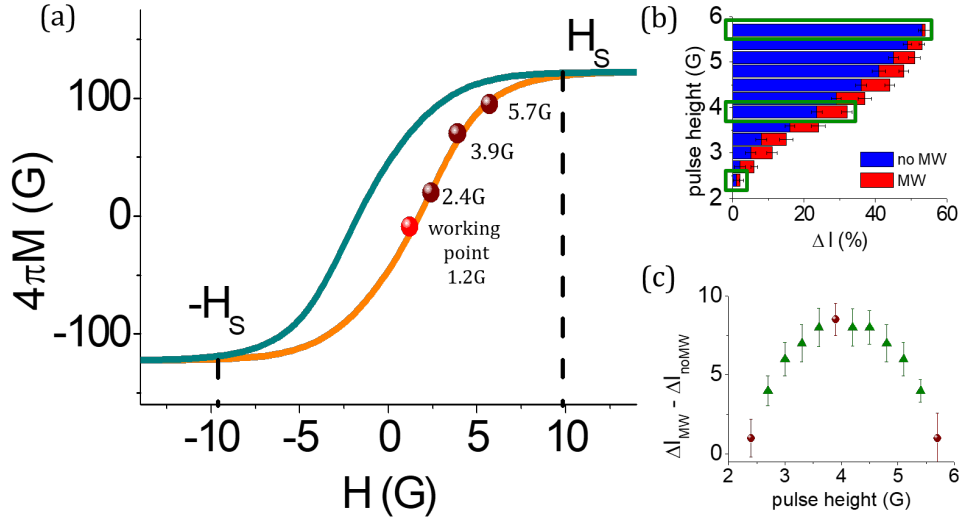 (a)
4πM (G)
100
0
-100
H_S
-H_S
5.7G
3.9G
2.4G
working
point
1.2G
-10
-5
0
5
10
H (G)
(b)
pulse height (G)
6
5
4
3
2
no MW
MW
0
20
40
60
Δ I (%)
(c)
ΔI_MW - ΔI_noMW
10
5
0
2
3
4
5
6
pulse height (G)